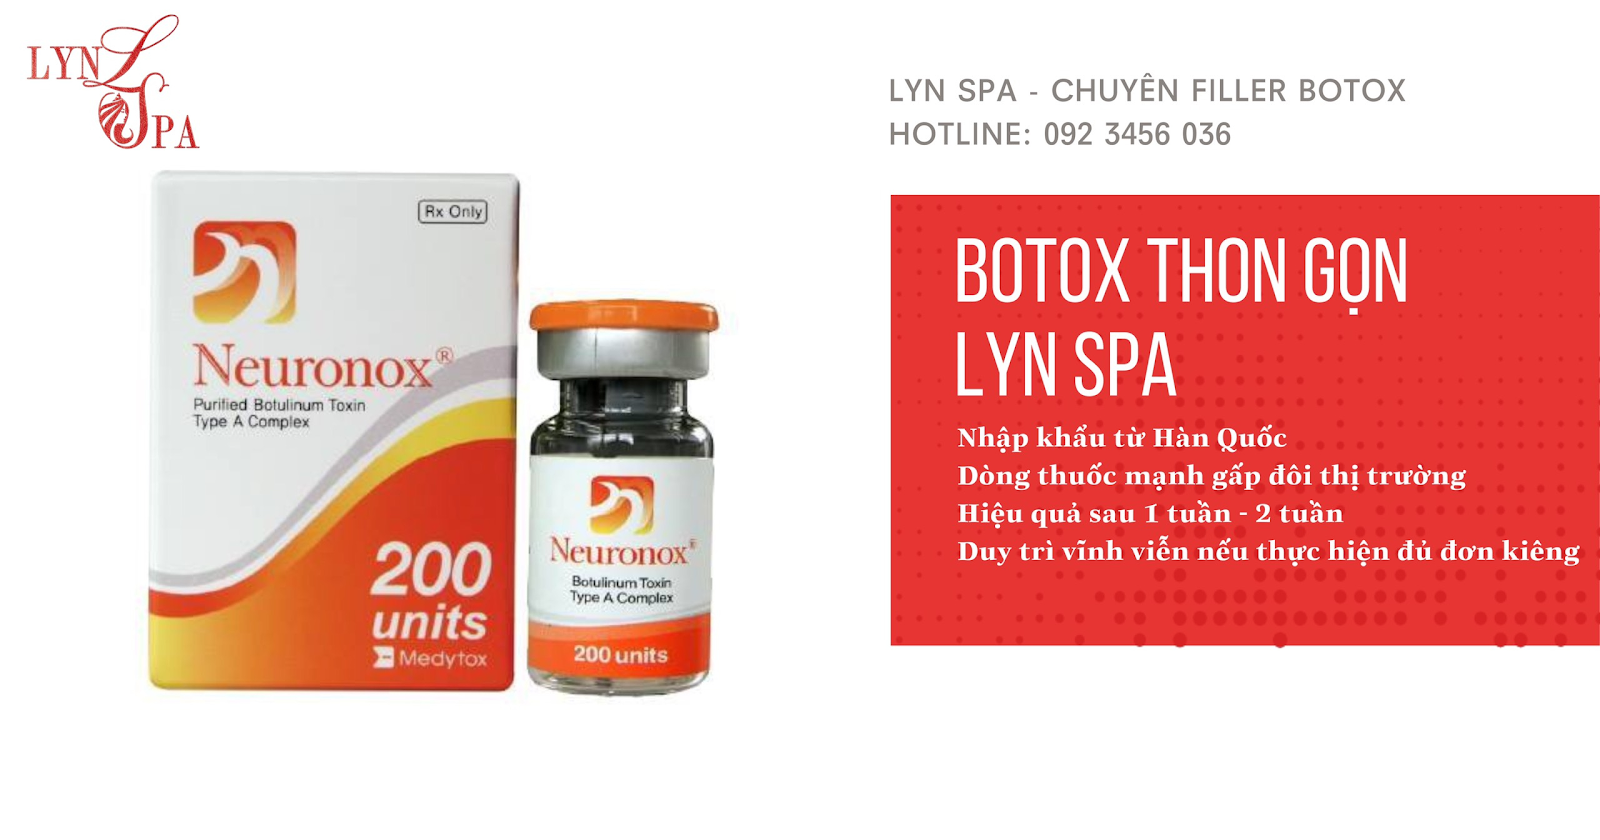 LYN
SPA
LYN SPA - CHUYÊN FILLER BOTOX
HOTLINE: 092 3456 036
Rx Only
Neuronox®
Purified Botulinum Toxin
Type A Complex
200
units
Medytox
Neuronox®
Botulinum Toxin
Type A Complex
200 units
BOTOX THON GỌN
LYN SPA
Nhập khẩu từ Hàn Quốc
Dòng thuốc mạnh gấp đôi thị trường
Hiệu quả sau 1 tuần - 2 tuần
Duy trì vĩnh viễn nếu thực hiện đủ đơn kiêng